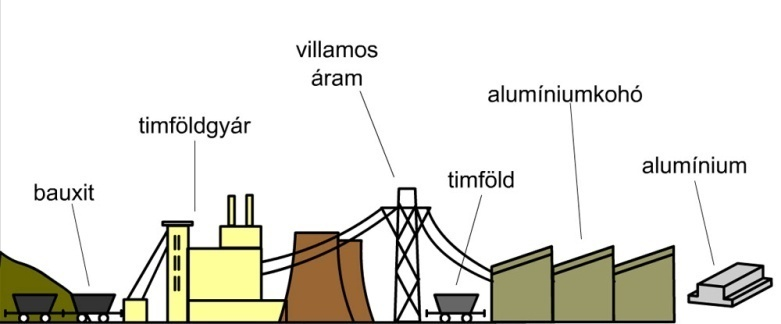 bauxit
timföldgyár
villamos
áram
timföld
alumíniumkohó
alumínium